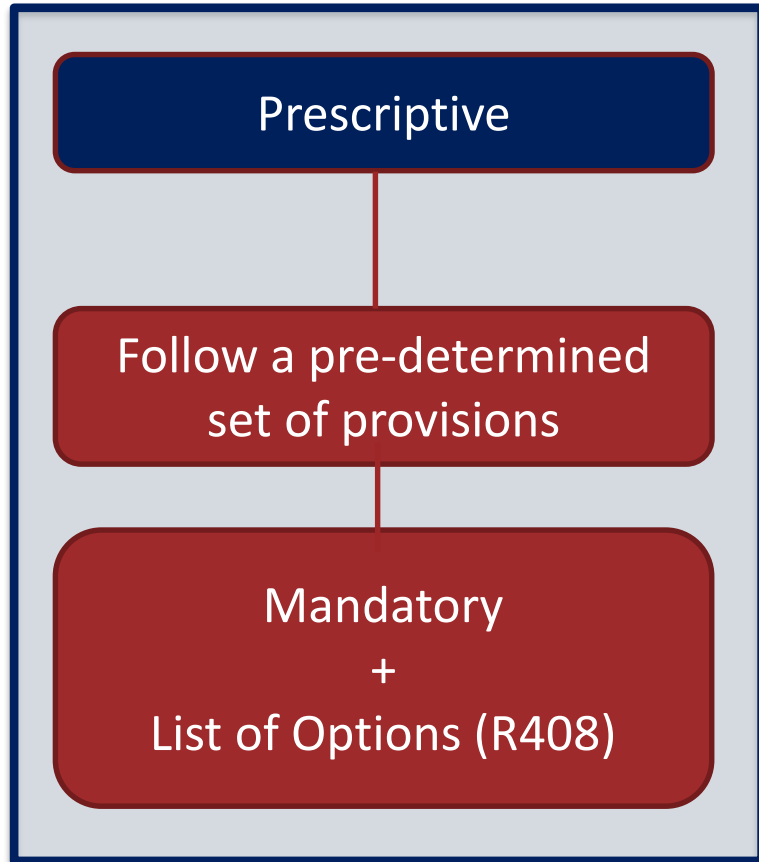 Prescriptive
Follow a pre-determined
set of provisions
Mandatory
+
List of Options (R408)